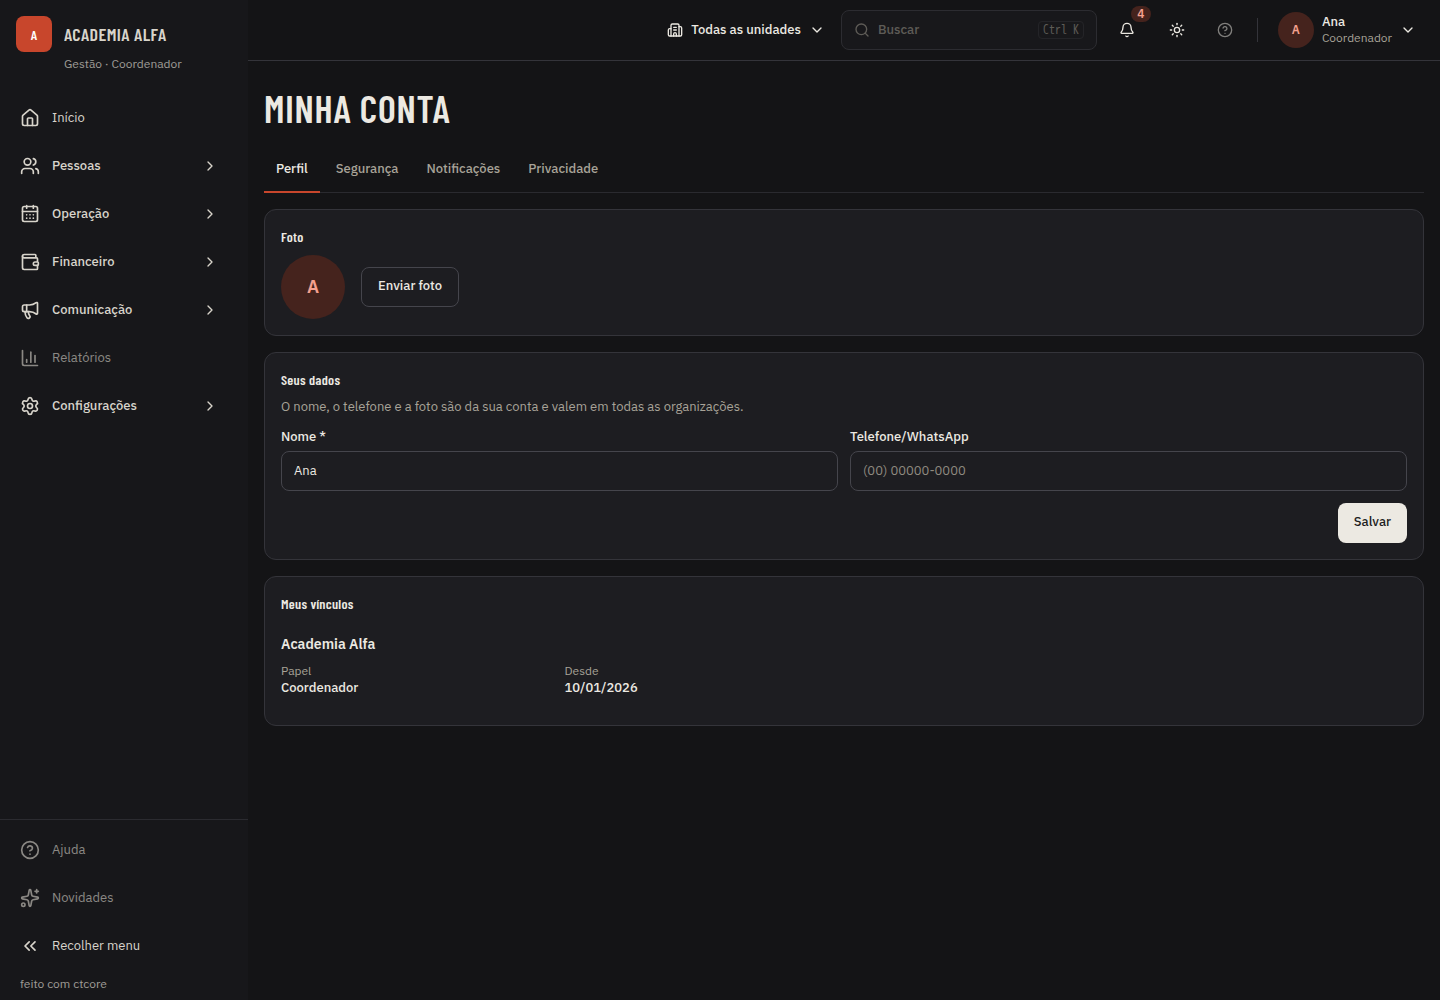 A
ACADEMIA ALFA
Gestão · Coordenador
Início
Pessoas
Operação
Financeiro
Comunicação
Relatórios
Configurações
Ajuda
Novidades
Recolher menu
feito com ctcore
Todas as unidades
Buscar
Ctrl K
4
A
Ana
Coordenador
MINHA CONTA
Perfil
Segurança
Notificações
Privacidade
Foto
A
Enviar foto
Seus dados
O nome, o telefone e a foto são da sua conta e valem em todas as organizações.
Nome *
Telefone/WhatsApp
Ana
(00) 00000-0000
Salvar
Meus vínculos
Academia Alfa
Papel
Desde
Coordenador
10/01/2026